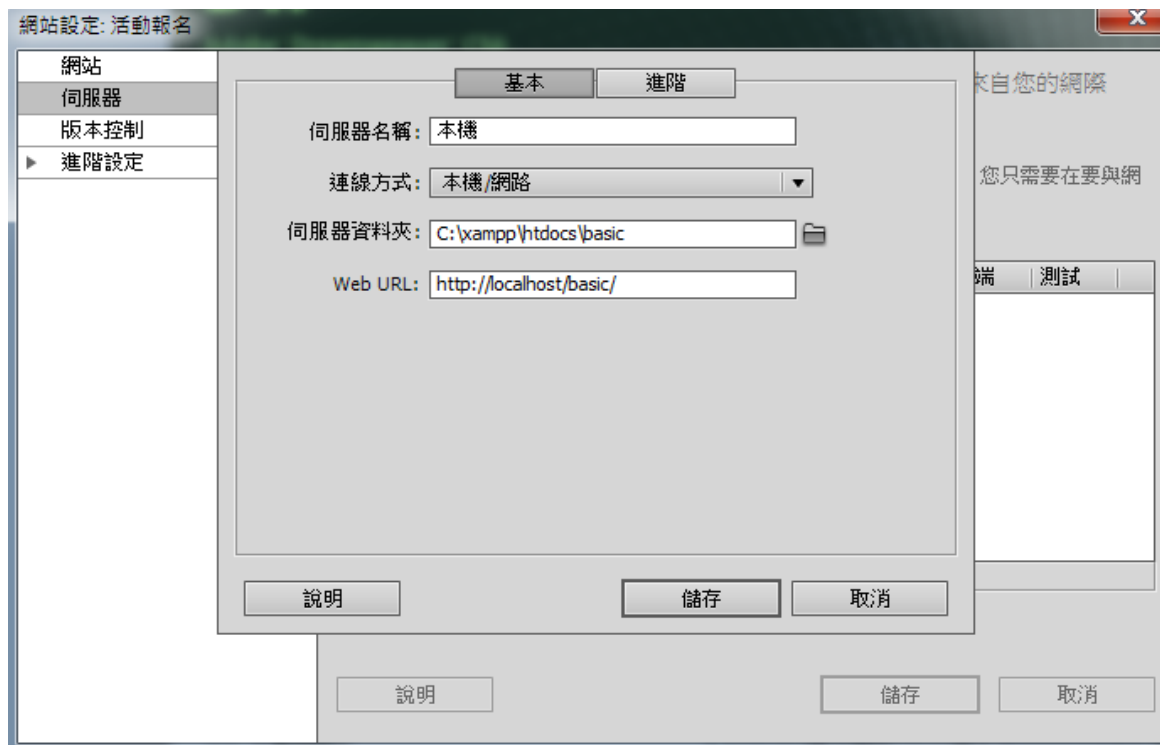 網站設定: 活動報名
網站
伺服器
版本控制
進階設定
基本
進階
來自您的網際
伺服器名稱: 本機
連線方式: 本機/網路
您只需要在要與網
伺服器資料夾: C:\xampp\htdocs\basic
Web URL: http://localhost/basic/
端
測試
說明
儲存
取消
說明
儲存
取消